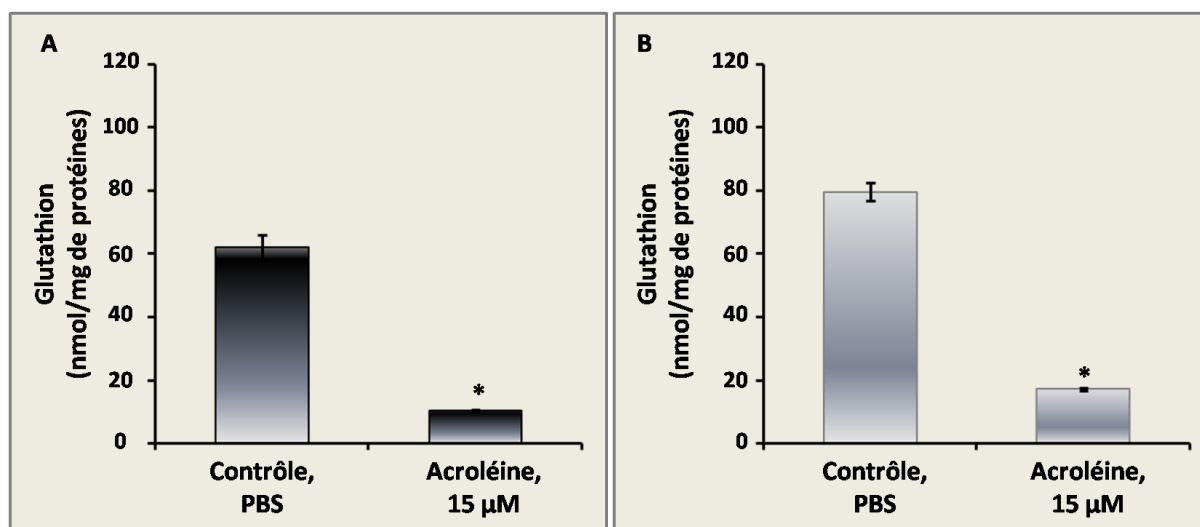 A
Glutathion
(nmol/mg de protéines)
120
100
80
60
40
20
0
*
Contrôle,
PBS
Acroléine,
15 µM
B
Glutathion
(nmol/mg de protéines)
120
100
80
60
40
20
0
*
Contrôle,
PBS
Acroléine,
15 µM